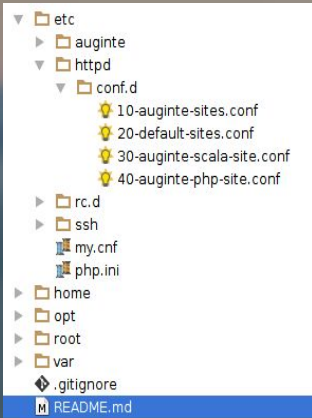 etc
auginte
httpd
conf.d
10-auginte-sites.conf
20-default-sites.conf
30-auginte-scala-site.conf
40-auginte-php-site.conf
rc.d
ssh
my.cnf
php.ini
home
opt
root
var
.gitignore
README.md